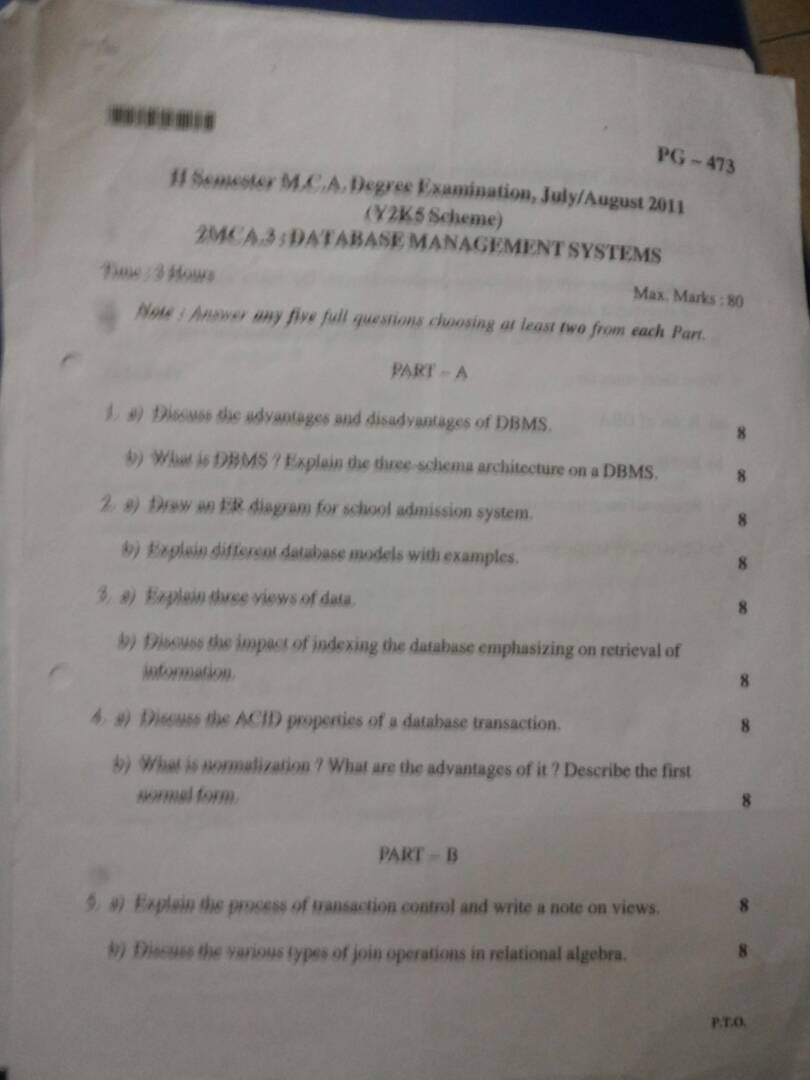 PG – 473
II Semester M.C.A. Degree Examination, July/August 2011
(Y2K5 Scheme)
2MCA.3 : DATABASE MANAGEMENT SYSTEMS
Time : 3 Hours
Max. Marks : 80
Note : Answer any five full questions choosing at least two from each Part.
PART – A
1. a) Discuss the advantages and disadvantages of DBMS. 8
b) What is DBMS ? Explain the three-schema architecture on a DBMS. 8
2. a) Draw an ER diagram for school admission system. 8
b) Explain different database models with examples. 8
3. a) Explain three views of data. 8
b) Discuss the impact of indexing the database emphasizing on retrieval of
information. 8
4. a) Discuss the ACID properties of a database transaction. 8
b) What is normalization ? What are the advantages of it ? Describe the first
normal form. 8
PART – B
5. a) Explain the process of transaction control and write a note on views. 8
b) Discuss the various types of join operations in relational algebra. 8
P.T.O.